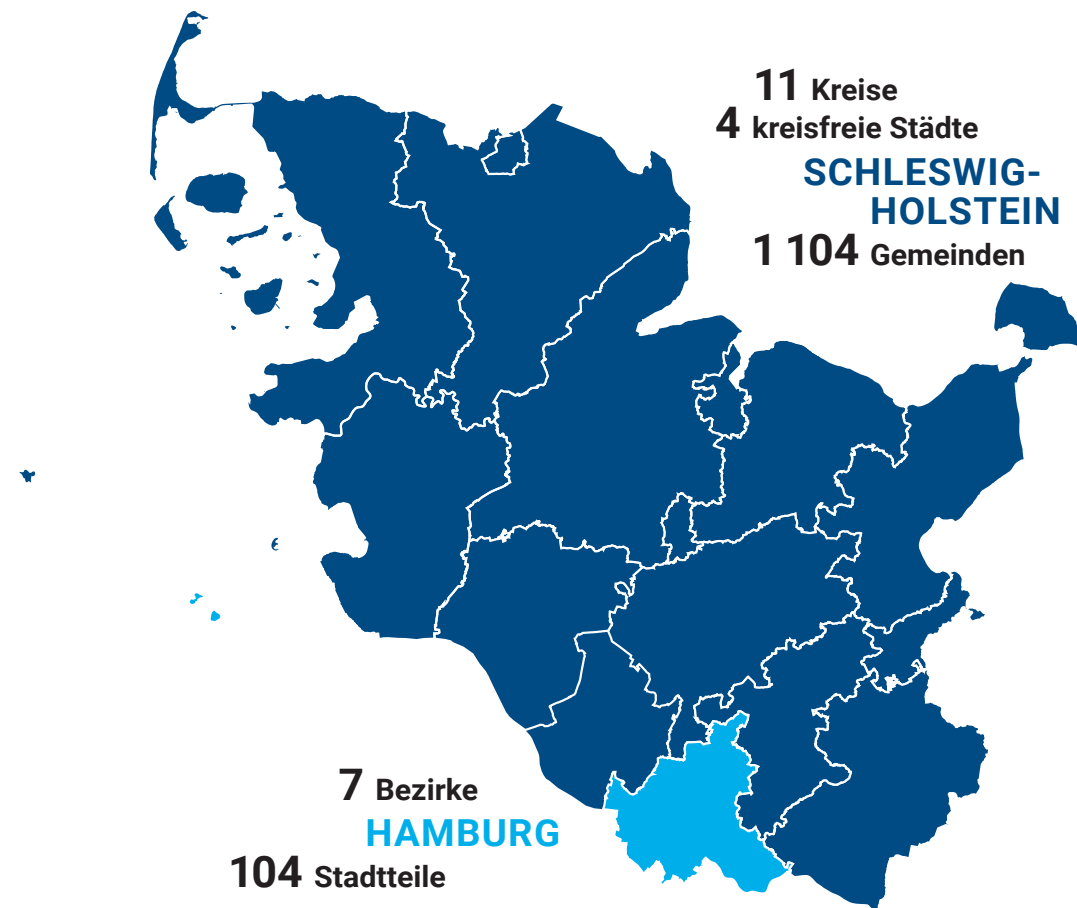 11 Kreise
4 kreisfreie Städte
SCHLESWIG-
HOLSTEIN
1 104 Gemeinden
7 Bezirke
HAMBURG
104 Stadtteile